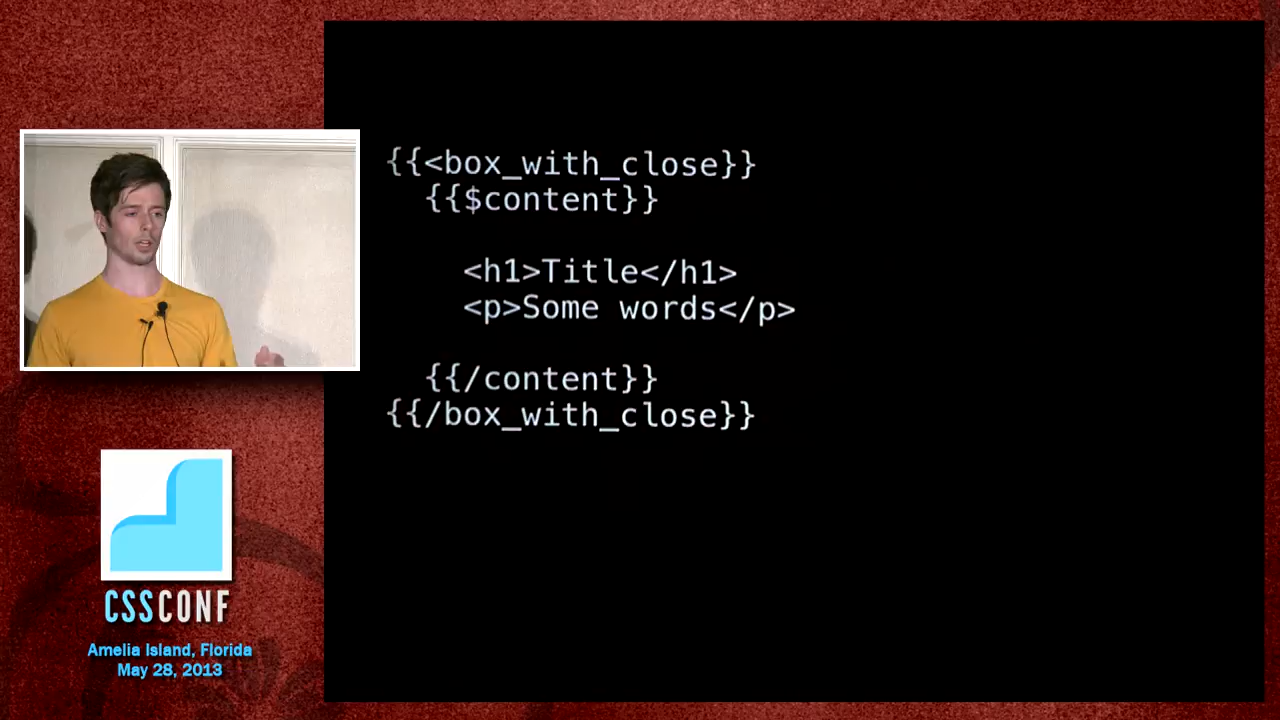 {{<box_with_close}}
{{$content}}
<h1>Title</h1>
<p>Some words</p>
{{/content}}
{{/box_with_close}}
CSSCONF
Amelia Island, Florida
May 28, 2013